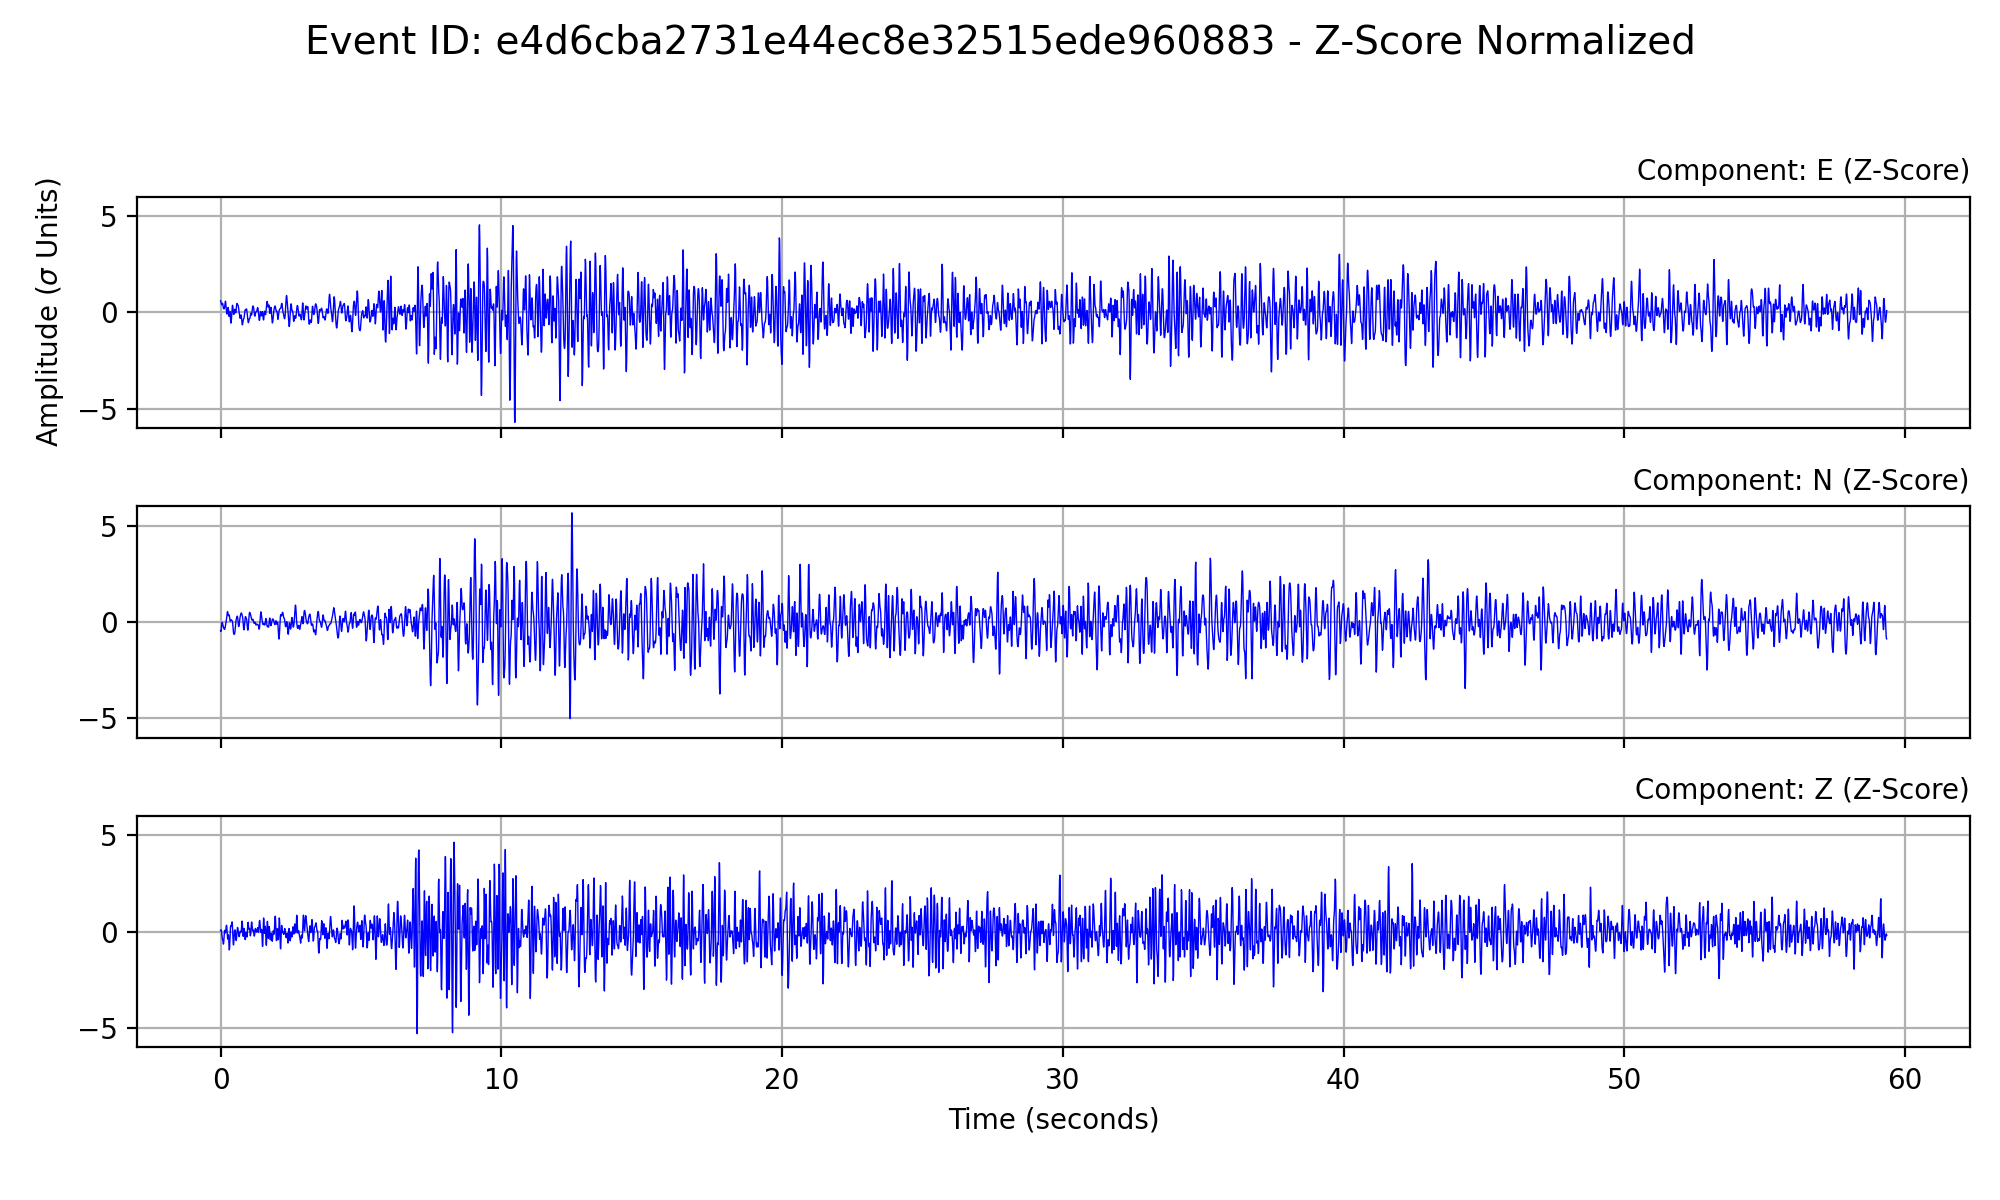 Event ID: e4d6cba2731e44ec8e32515ede960883 - Z-Score Normalized
Component: E (Z-Score)
Amplitude (σ Units)
5
0
−5
Component: N (Z-Score)
5
0
−5
Component: Z (Z-Score)
5
0
−5
0 10 20 30 40 50 60
Time (seconds)